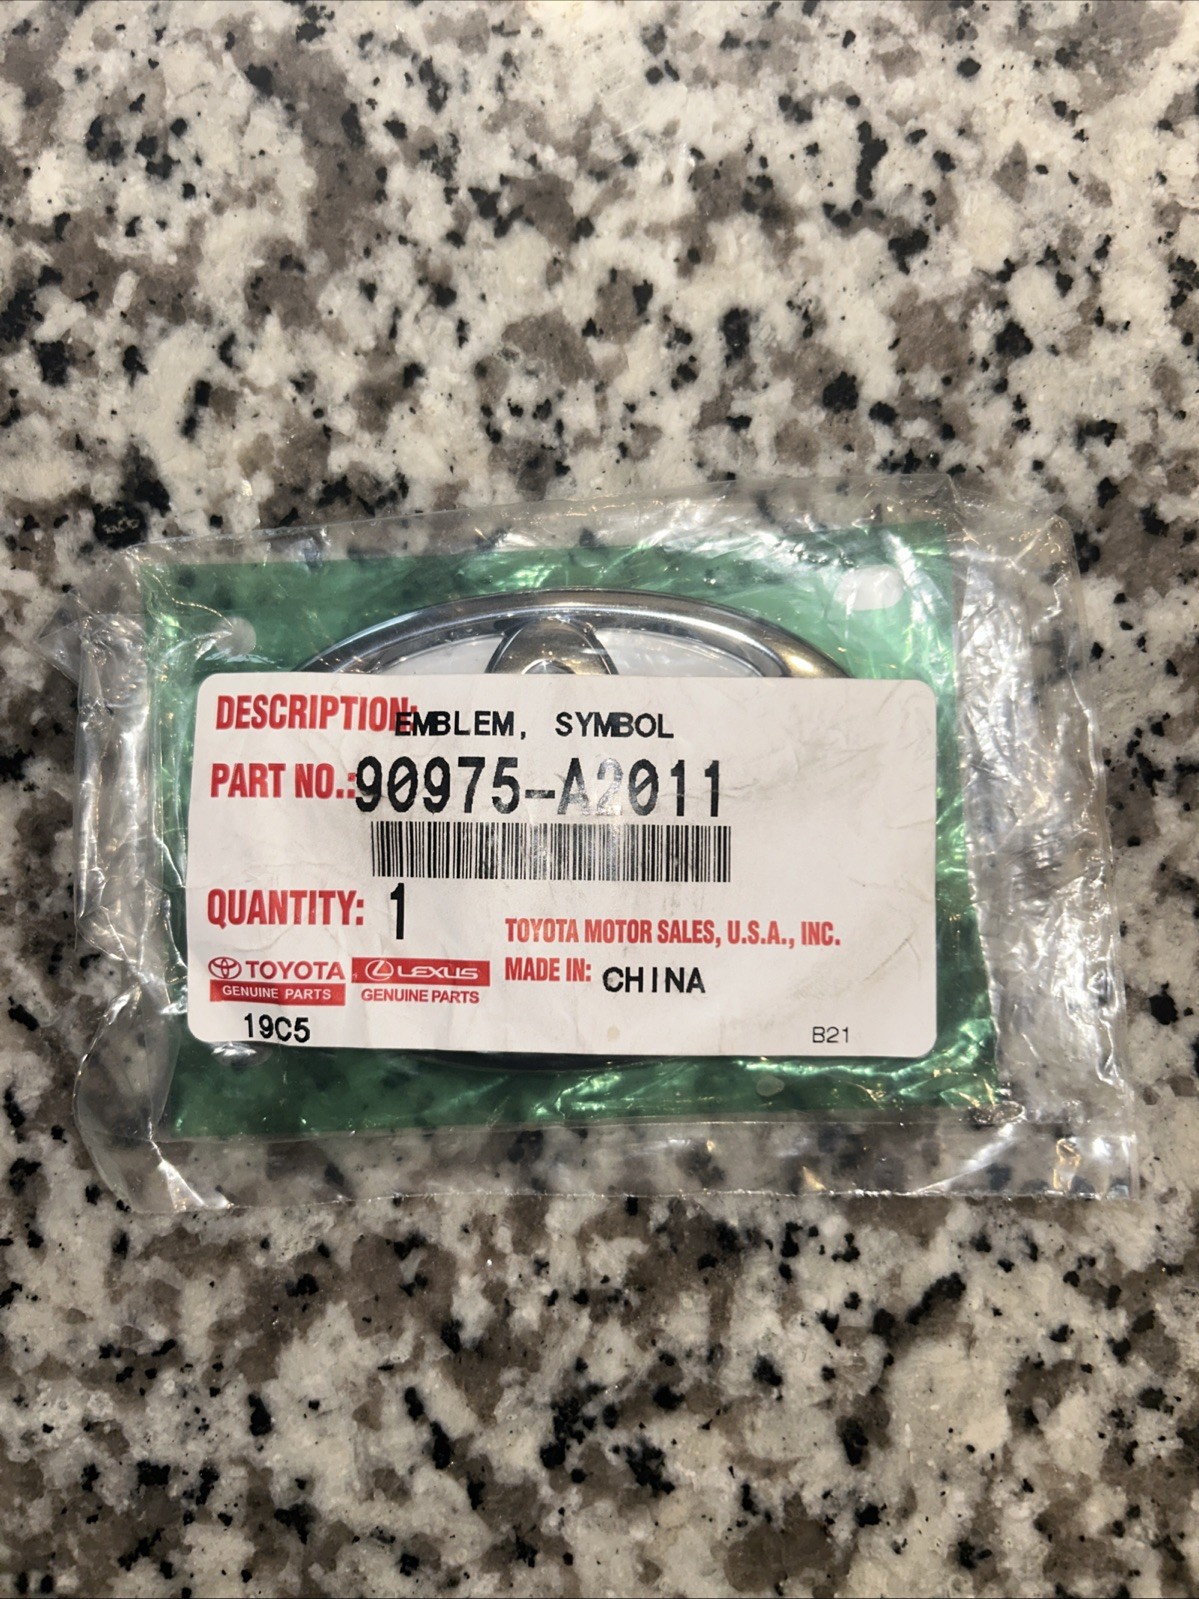 DESCRIPTION: EMBLEM, SYMBOL
PART NO.: 90975-A2011
QUANTITY: 1
TOYOTA MOTOR SALES, U.S.A., INC.
MADE IN: CHINA
TOYOTA
GENUINE PARTS
LEXUS
GENUINE PARTS
19C5
B21